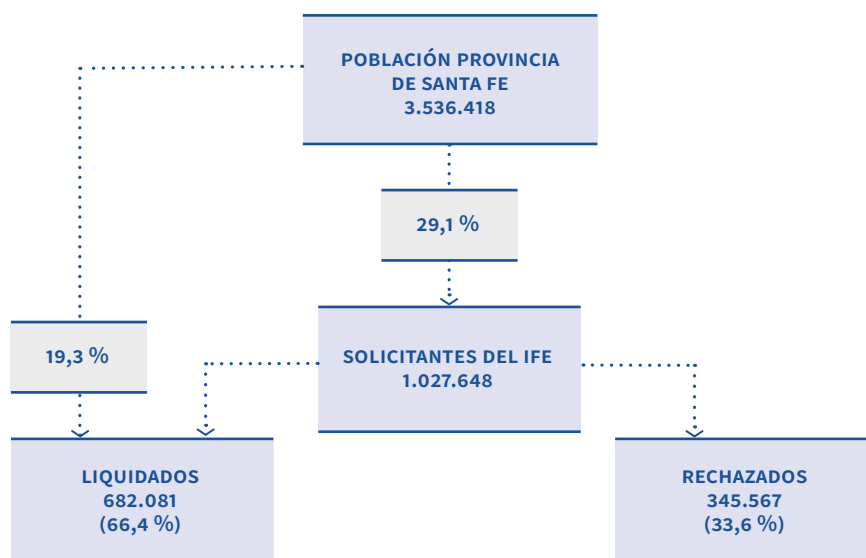 POBLACIÓN PROVINCIA
DE SANTA FE
3.536.418
29,1 %
19,3 %
SOLICITANTES DEL IFE
1.027.648
LIQUIDADOS
682.081
(66,4 %)
RECHAZADOS
345.567
(33,6 %)